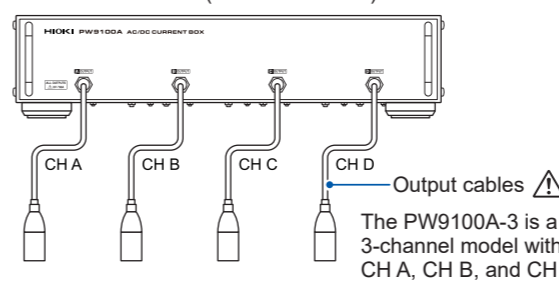 HIOKI PW9100A AC/DC CURRENT BOX
CH A
CH B
CH C
CH D
Output cables
The PW9100A-3 is a
3-channel model with
CH A, CH B, and CH